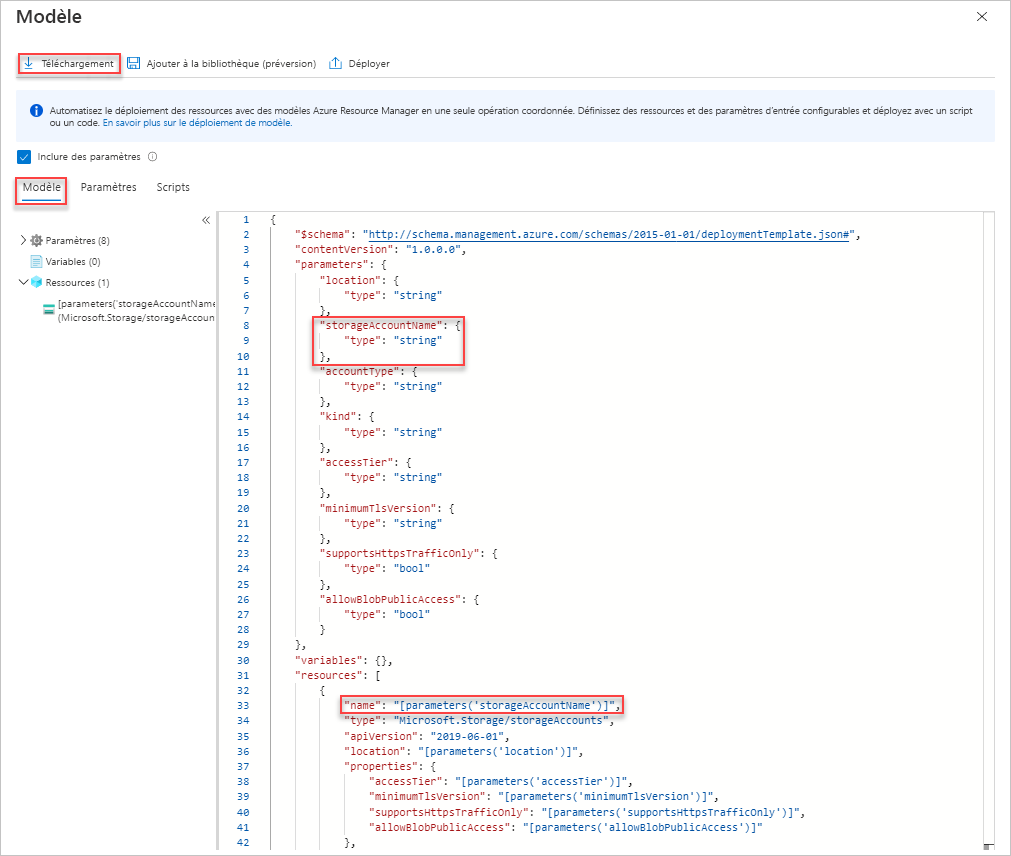 Modèle
Téléchargement Ajouter à la bibliothèque (préversion) Déployer
Automatisez le déploiement des ressources avec des modèles Azure Resource Manager en une seule opération coordonnée. Définissez des ressources et des paramètres d'entrée configurables et déployez avec un script
ou un code. En savoir plus sur le déploiement de modèle.
Inclure des paramètres
Modèle Paramètres Scripts
Paramètres (8)
Variables (0)
Ressources (1)
[parameters('storageAccountName
(Microsoft.Storage/storageAccoun
1 {
2 "$schema": "http://schema.management.azure.com/schemas/2015-01-01/deploymentTemplate.json#",
3 "contentVersion": "1.0.0.0",
4 "parameters": {
5 "location": {
6 "type": "string"
7 },
8 "storageAccountName": {
9 "type": "string"
10 },
11 "accountType": {
12 "type": "string"
13 },
14 "kind": {
15 "type": "string"
16 },
17 "accessTier": {
18 "type": "string"
19 },
20 "minimumTlsVersion": {
21 "type": "string"
22 },
23 "supportsHttpsTrafficOnly": {
24 "type": "bool"
25 },
26 "allowBlobPublicAccess": {
27 "type": "bool"
28 }
29 },
30 "variables": {},
31 "resources": [
32 {
33 "name": "[parameters('storageAccountName')]",
34 "type": "Microsoft.Storage/storageAccounts",
35 "apiVersion": "2019-06-01",
36 "location": "[parameters('location')]",
37 "properties": {
38 "accessTier": "[parameters('accessTier')]",
39 "minimumTlsVersion": "[parameters('minimumTlsVersion')]",
40 "supportsHttpsTrafficOnly": "[parameters('supportsHttpsTrafficOnly')]",
41 "allowBlobPublicAccess": "[parameters('allowBlobPublicAccess')]"
42 },